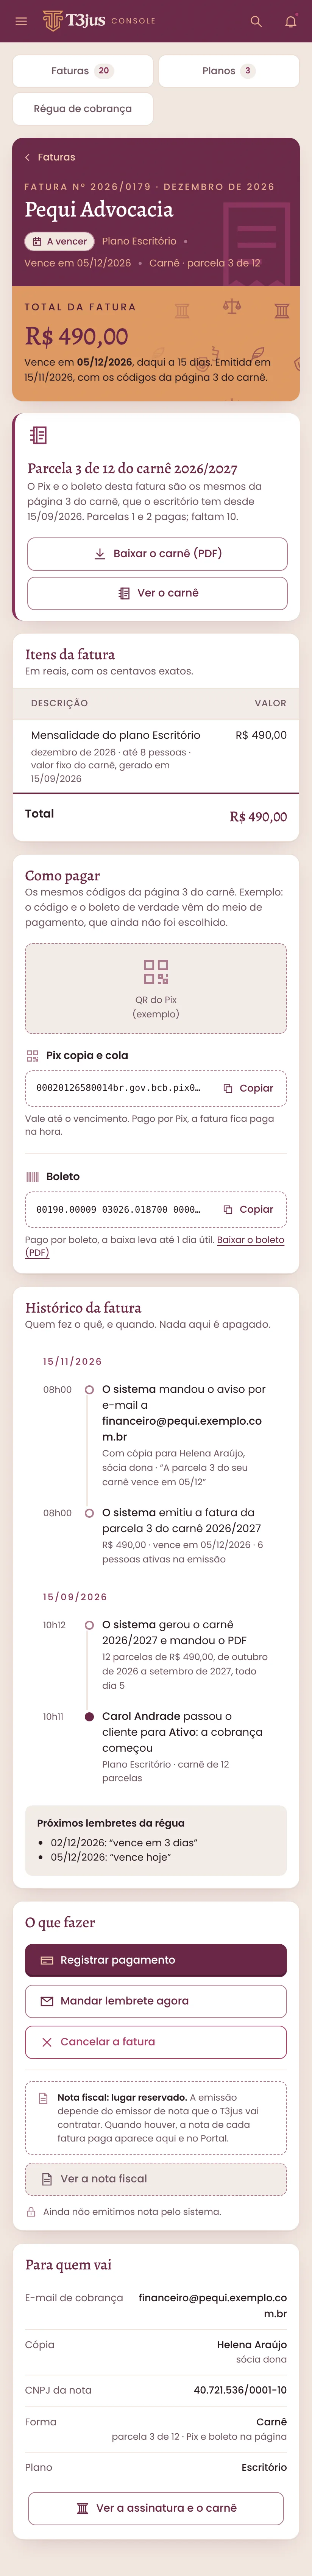 T3jus CONSOLE
Faturas 20
Planos 3
Régua de cobrança
Faturas
FATURA Nº 2026/0179 · DEZEMBRO DE 2026
Pequi Advocacia
A vencer
Plano Escritório •
Vence em 05/12/2026 • Carnê · parcela 3 de 12
TOTAL DA FATURA
R$ 490,00
Vence em 05/12/2026, daqui a 15 dias. Emitida em
15/11/2026, com os códigos da página 3 do carnê.
Parcela 3 de 12 do carnê 2026/2027
O Pix e o boleto desta fatura são os mesmos da
página 3 do carnê, que o escritório tem desde
15/09/2026. Parcelas 1 e 2 pagas; faltam 10.
Baixar o carnê (PDF)
Ver o carnê
Itens da fatura
Em reais, com os centavos exatos.
DESCRIÇÃO VALOR
Mensalidade do plano Escritório R$ 490,00
dezembro de 2026 · até 8 pessoas ·
valor fixo do carnê, gerado em
15/09/2026
Total R$ 490,00
Como pagar
Os mesmos códigos da página 3 do carnê. Exemplo:
o código e o boleto de verdade vêm do meio de
pagamento, que ainda não foi escolhido.
QR do Pix
(exemplo)
Pix copia e cola
00020126580014br.gov.bcb.pix0… Copiar
Vale até o vencimento. Pago por Pix, a fatura fica paga
na hora.
Boleto
00190.00009 03026.018700 0000… Copiar
Pago por boleto, a baixa leva até 1 dia útil. Baixar o boleto
(PDF)
Histórico da fatura
Quem fez o quê, e quando. Nada aqui é apagado.
15/11/2026
08h00 O sistema mandou o aviso por
e-mail a
financeiro@pequi.exemplo.co
m.br
Com cópia para Helena Araújo,
sócia dona · “A parcela 3 do seu
carnê vence em 05/12”
08h00 O sistema emitiu a fatura da
parcela 3 do carnê 2026/2027
R$ 490,00 · vence em 05/12/2026 · 6
pessoas ativas na emissão
15/09/2026
10h12 O sistema gerou o carnê
2026/2027 e mandou o PDF
12 parcelas de R$ 490,00, de outubro
de 2026 a setembro de 2027, todo
dia 5
10h11 Carol Andrade passou o
cliente para Ativo: a cobrança
começou
Plano Escritório · carnê de 12
parcelas
Próximos lembretes da régua
• 02/12/2026: “vence em 3 dias”
• 05/12/2026: “vence hoje”
O que fazer
Registrar pagamento
Mandar lembrete agora
Cancelar a fatura
Nota fiscal: lugar reservado. A emissão
depende do emissor de nota que o T3jus vai
contratar. Quando houver, a nota de cada
fatura paga aparece aqui e no Portal.
Ver a nota fiscal
Ainda não emitimos nota pelo sistema.
Para quem vai
E-mail de cobrança financeiro@pequi.exemplo.co
m.br
Cópia Helena Araújo
sócia dona
CNPJ da nota 40.721.536/0001-10
Forma Carnê
parcela 3 de 12 · Pix e boleto na página
Plano Escritório
Ver a assinatura e o carnê